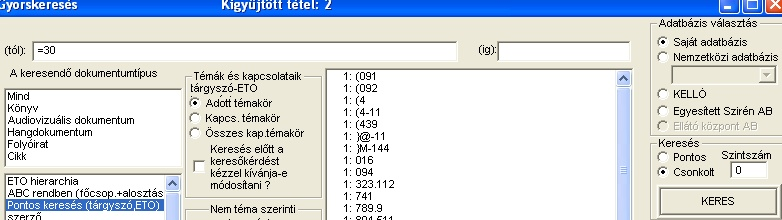 Gyorskeresés Kigyűjtött tétel: 2
(tól): =30 (ig):
A keresendő dokumentumtípus
Mind
Könyv
Audiovizuális dokumentum
Hangdokumentum
Folyóirat
Cikk
ETO hierarchia
ABC rendben (főcsop.+alosztás
Pontos keresés (tárgyszó,ETO)
szerző
Témák és kapcsolataik
tárgyszó-ETO
Adott témakör
Kapcs. témakör
Összes kap.témakör
Keresés előtt a
keresőkérdést
kézzel kívánja-e
módosítani ?
Nem téma szerinti
1: (091
1: (092
1: (4
1: (4-11
1: (439
1: }@-11
1: }M-144
1: 016
1: 094
1: 323.112
1: 741
1: 789.9
1: 894.511
Adatbázis választás
Saját adatbázis
Nemzetközi adatbázis
KELLÓ
Egyesített Szirén AB
Ellátó központ AB
Keresés
Pontos Szintszám
Csonkolt 0
KERES